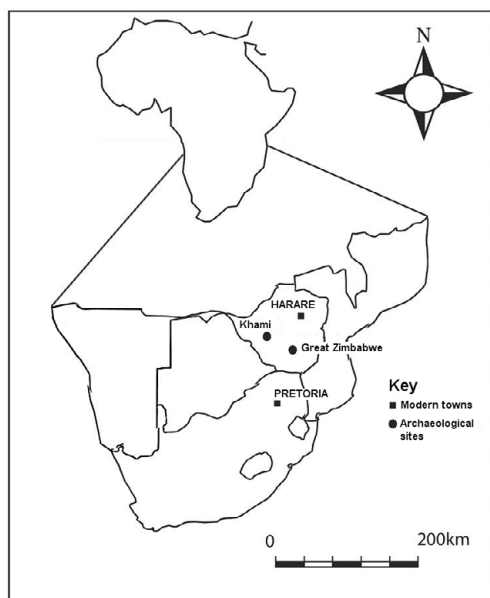 N
HARARE
Khami
Great Zimbabwe
PRETORIA
Key
Modern towns
Archaeological
sites
0 200km